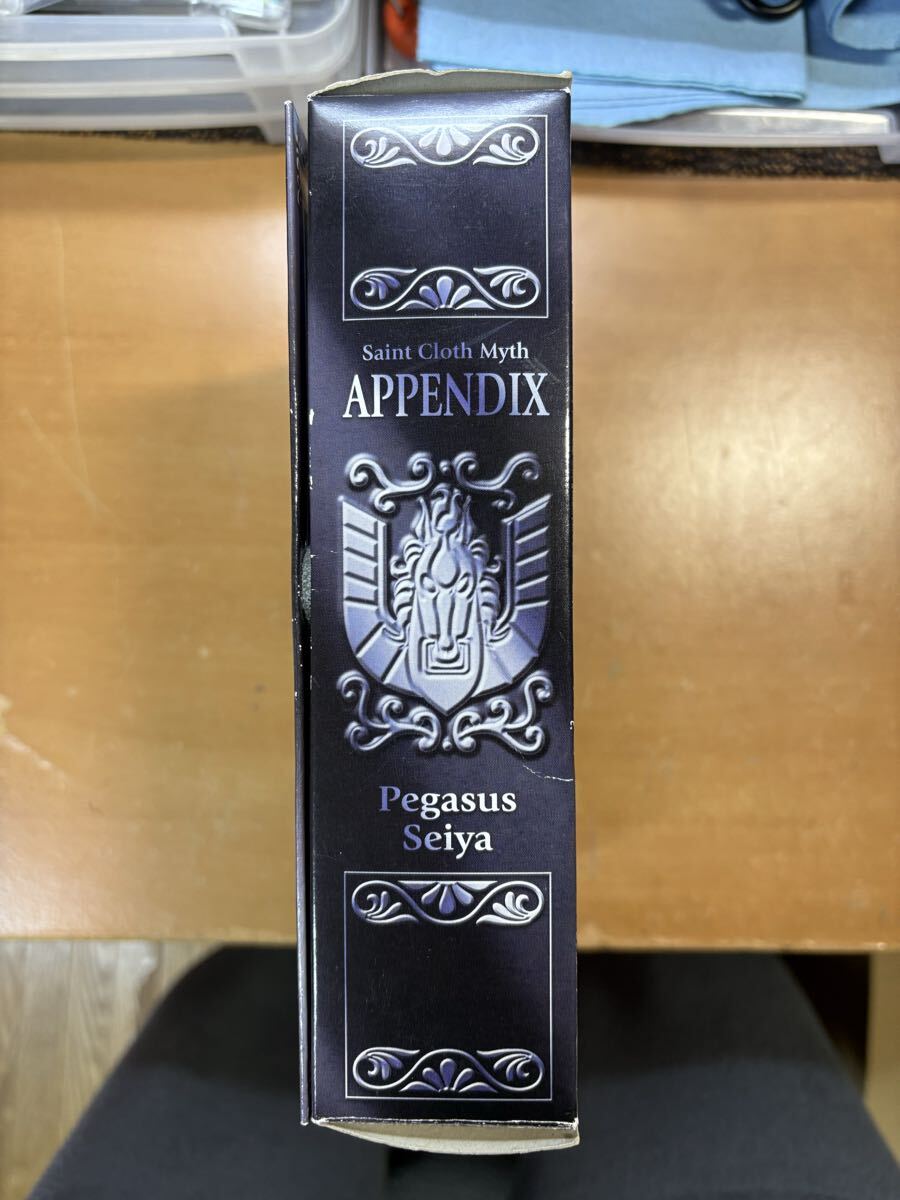 Saint Cloth Myth
APPENDIX
Pegasus
Seiya